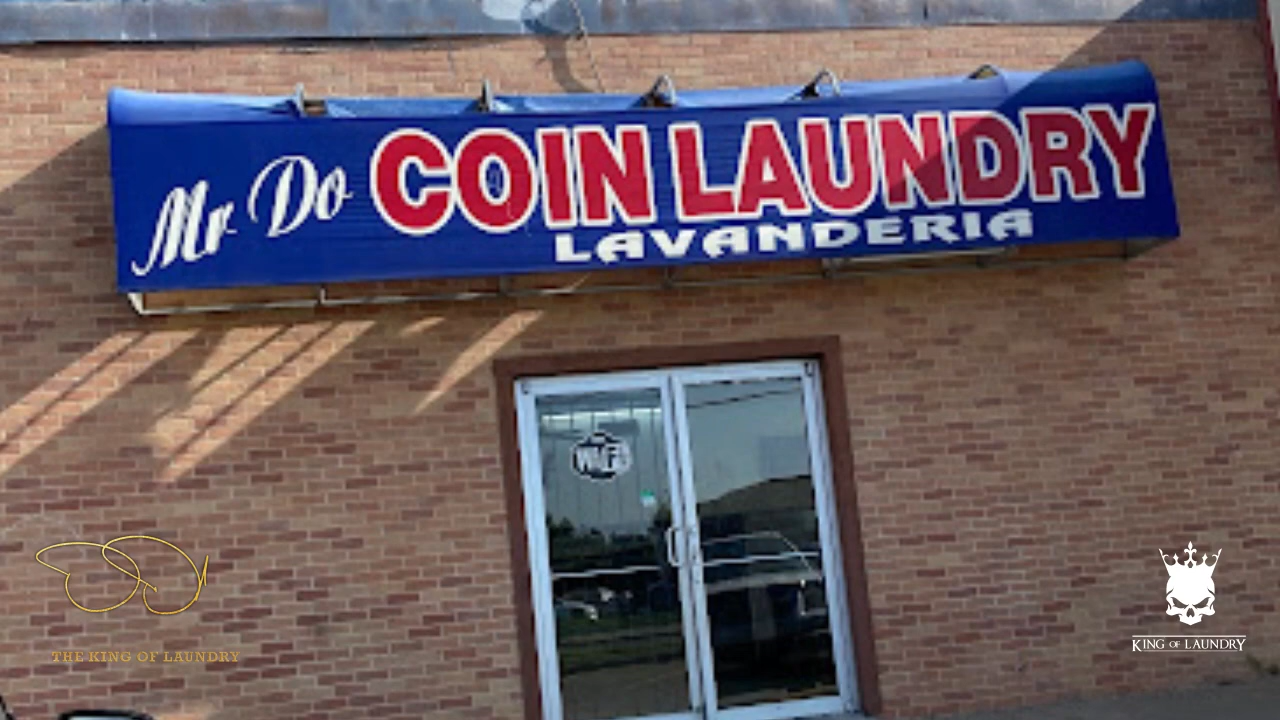 Mr Do COIN LAUNDRY
LAVANDERIA
WiFi
THE KING OF LAUNDRY
KING OF LAUNDRY